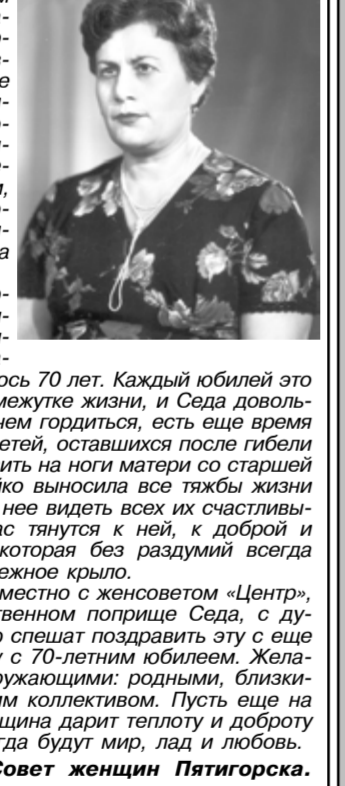 -
-
-
-
е
-
-
-
-
,
-
-
а
-
-
-
-
ось 70 лет. Каждый юбилей это
межутке жизни, и Седа доволь-
чем гордиться, есть еще время
етей, оставшихся после гибели
ить на ноги матери со старшей
йко выносила все тяжбы жизни
нее видеть всех их счастливы-
ас тянутся к ней, к доброй и
которая без раздумий всегда
ежное крыло.
местно с женсоветом «Центр»,
твенном поприще Седа, с ду-
о спешат поздравить эту с еще
у с 70-летним юбилеем. Жела-
ружающими: родными, близки-
им коллективом. Пусть еще на
щина дарит теплоту и доброту
гда будут мир, лад и любовь.
Совет женщин Пятигорска.